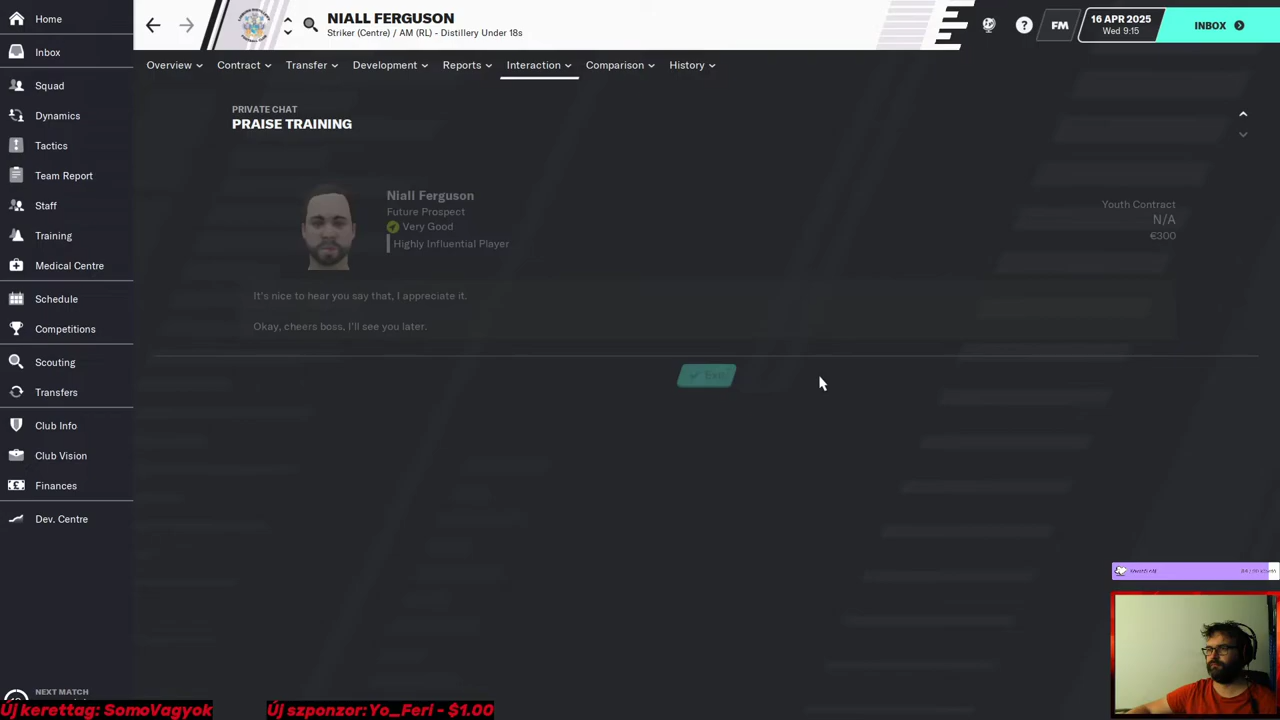 Home
Inbox
Squad
Dynamics
Tactics
Team Report
Staff
Training
Medical Centre
Schedule
Competitions
Scouting
Transfers
Club Info
Club Vision
Finances
Dev. Centre
NEXT MATCH
NIALL FERGUSON
Striker (Centre) / AM (RL) - Distillery Under 18s
FM
16 APR 2025
Wed 9:15
INBOX
Overview
Contract
Transfer
Development
Reports
Interaction
Comparison
History
PRIVATE CHAT
PRAISE TRAINING
Niall Ferguson
Future Prospect
Very Good
Highly Influential Player
Youth Contract
N/A
€300
It's nice to hear you say that, I appreciate it.
Okay, cheers boss, I'll see you later.
Exit
Új kerettag: SomoVagyok
Új szponzor: Yo_Feri - $1.00